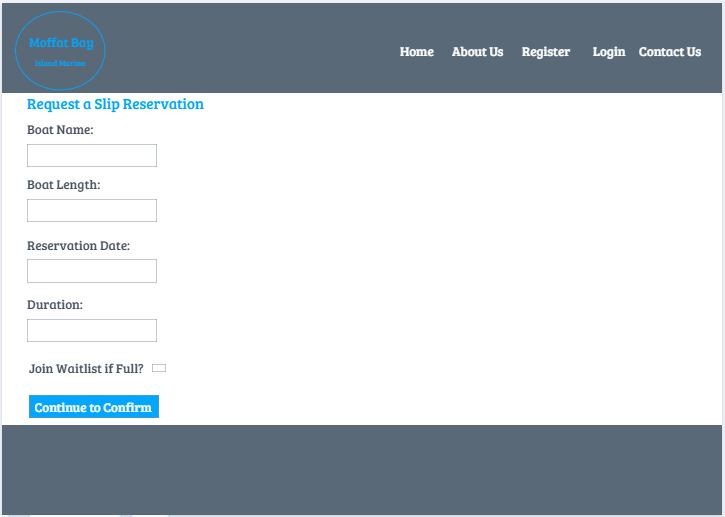 Moffat Bay
Island Marina
Home About Us Register Login Contact Us
Request a Slip Reservation
Boat Name:
Boat Length:
Reservation Date:
Duration:
Join Waitlist if Full?
Continue to Confirm